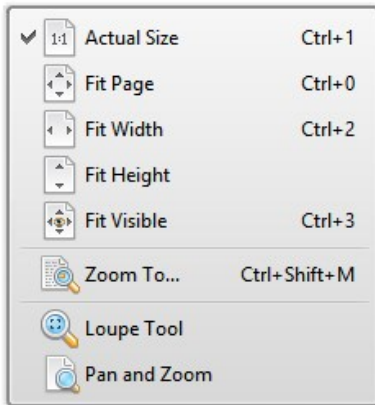 1:1 Actual Size Ctrl+1
Fit Page Ctrl+0
Fit Width Ctrl+2
Fit Height
Fit Visible Ctrl+3
Zoom To... Ctrl+Shift+M
Loupe Tool
Pan and Zoom